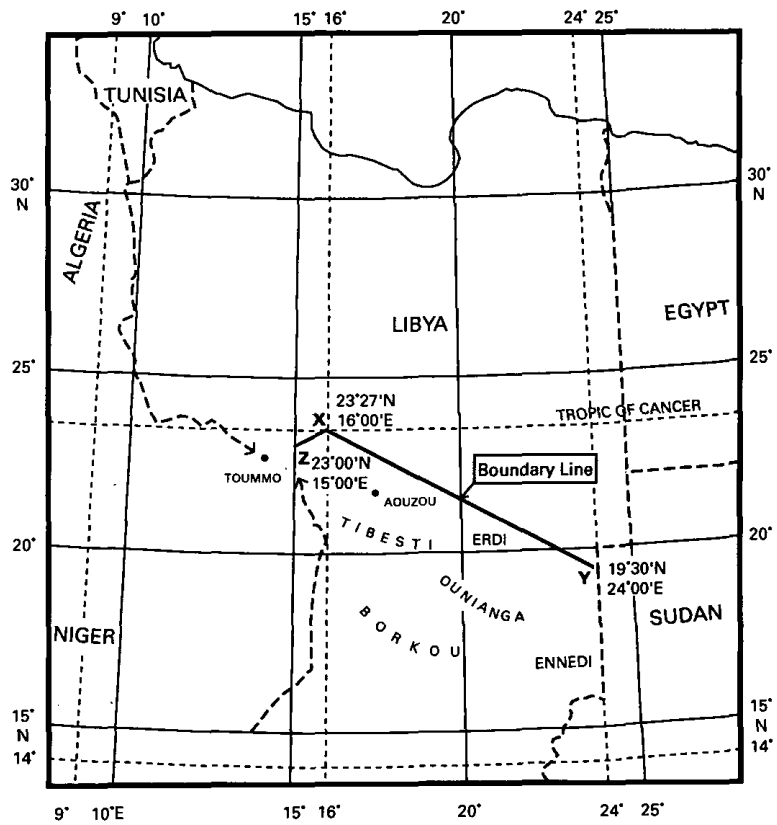 9° 10° 15° 16° 20° 24° 25°
TUNISIA
30°
N
30°
N
ALGERIA
LIBYA
EGYPT
25°
25°
23°27'N
16°00'E
X
TROPIC OF CANCER
Z
23°00'N
15°00'E
Boundary Line
TOUMMO
AOUZOU
TIBESTI
ERDI
20°
20°
Y
19°30'N
24°00'E
OUNIANGA
BORKOU
SUDAN
NIGER
ENNEDI
15°
N
15°
N
14°
14°
9° 10°E 15° 16° 20° 24° 25°